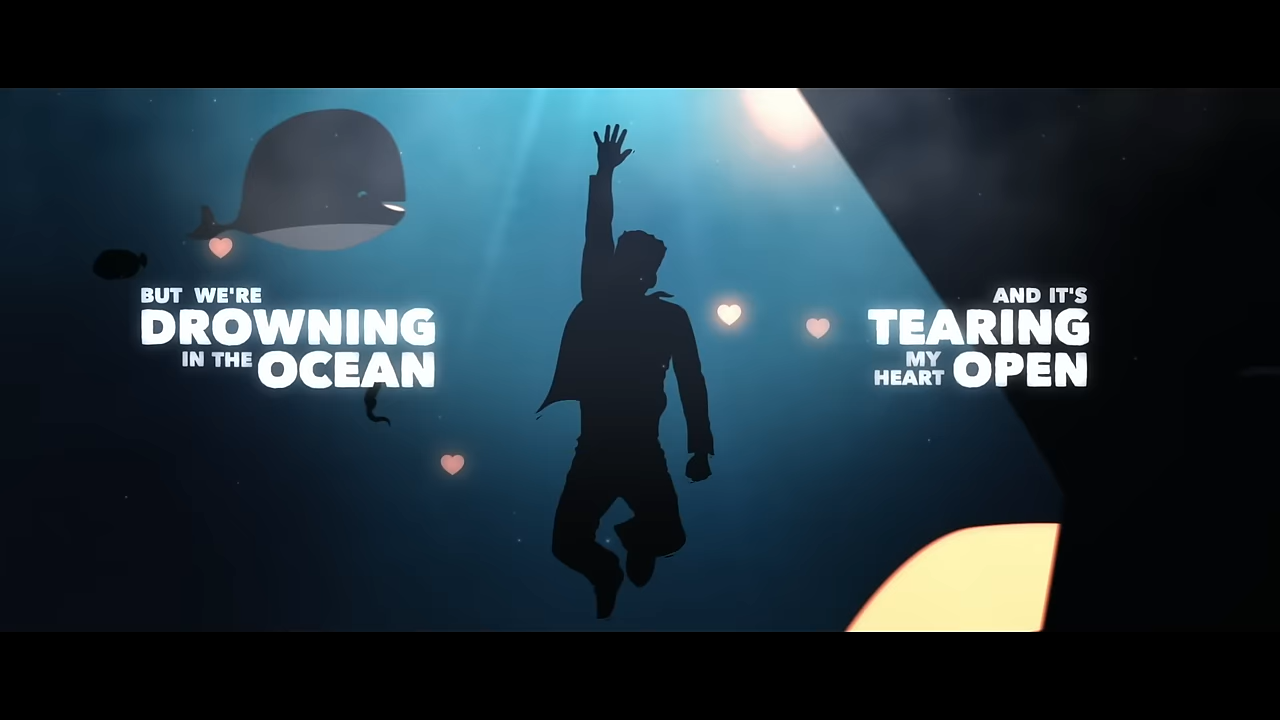 BUT WE'RE
DROWNING
IN THE OCEAN
AND IT'S
TEARING
MY HEART OPEN